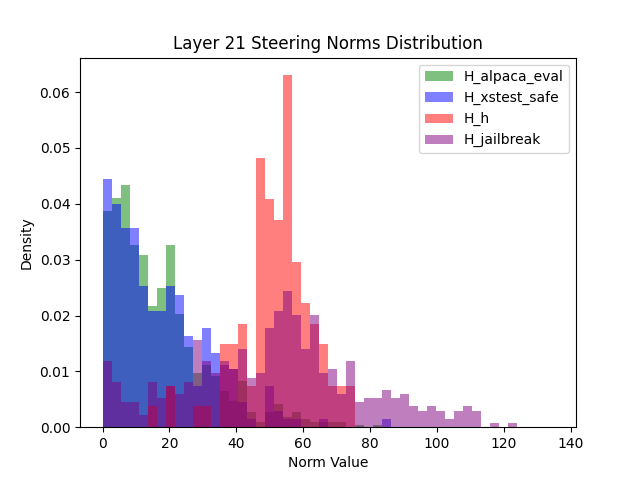 Layer 21 Steering Norms Distribution
H_alpaca_eval
H_xstest_safe
H_h
H_jailbreak
Density
0.06
0.05
0.04
0.03
0.02
0.01
0.00
0 20 40 60 80 100 120 140
Norm Value